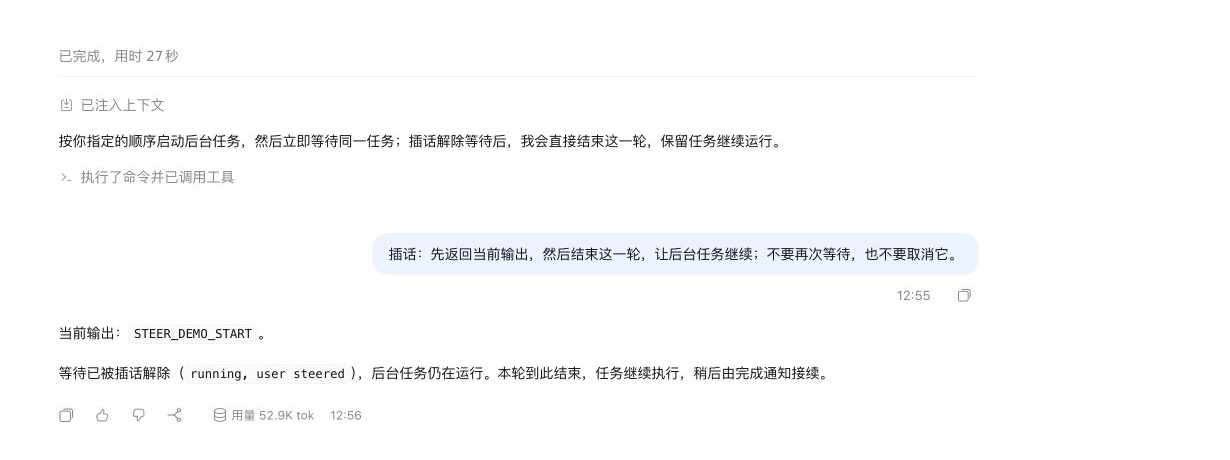 已完成，用时 27秒
已注入上下文
按你指定的顺序启动后台任务，然后立即等待同一任务；插话解除等待后，我会直接结束这一轮，保留任务继续运行。
执行了命令并已调用工具
插话：先返回当前输出，然后结束这一轮，让后台任务继续；不要再次等待，也不要取消它。
12:55
当前输出： STEER_DEMO_START 。
等待已被插话解除（ running, user steered ），后台任务仍在运行。本轮到此结束，任务继续执行，稍后由完成通知接续。
用量 52.9K tok 12:56